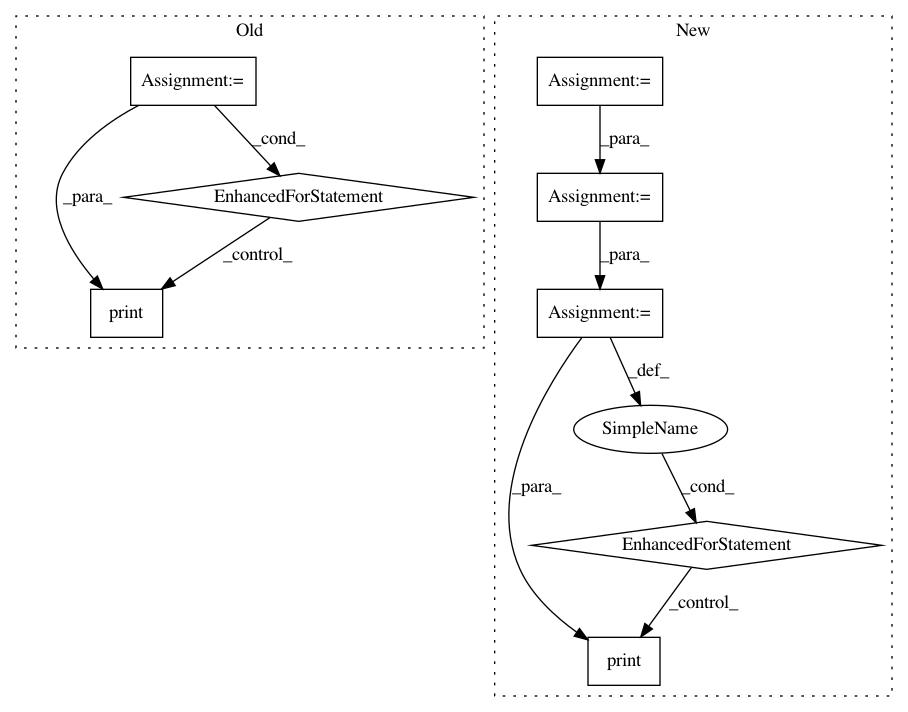 Old
Assignment:=
_cond_
_para_
EnhancedForStatement
_control_
print
New
Assignment:=
_para_
Assignment:=
_para_
Assignment:=
_def_
SimpleName
_para_
_cond_
EnhancedForStatement
_control_
print